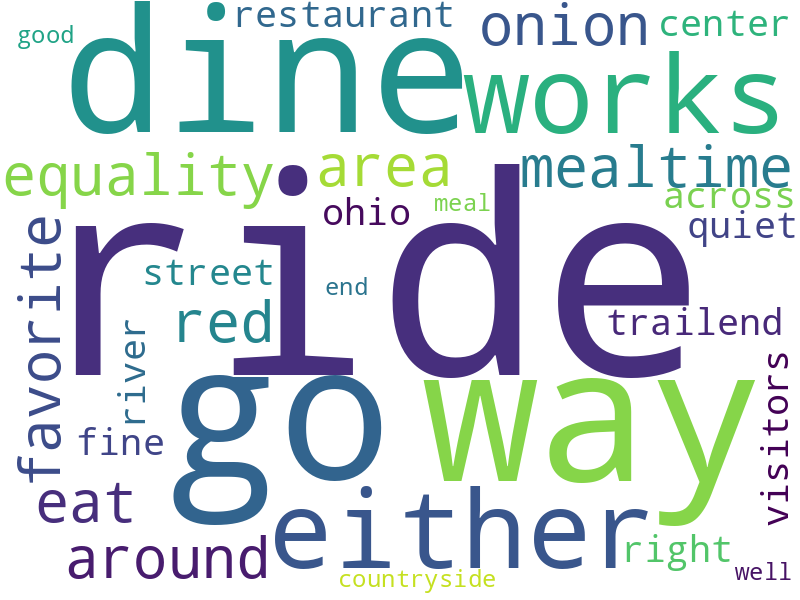 good
dine
restaurant
onion
center
works
equality
area
mealtime
across
ride
ohio
meal
quiet
favorite
street
end
red
river
trailend
go
way
visitors
fine
eat
either
around
right
countryside
well